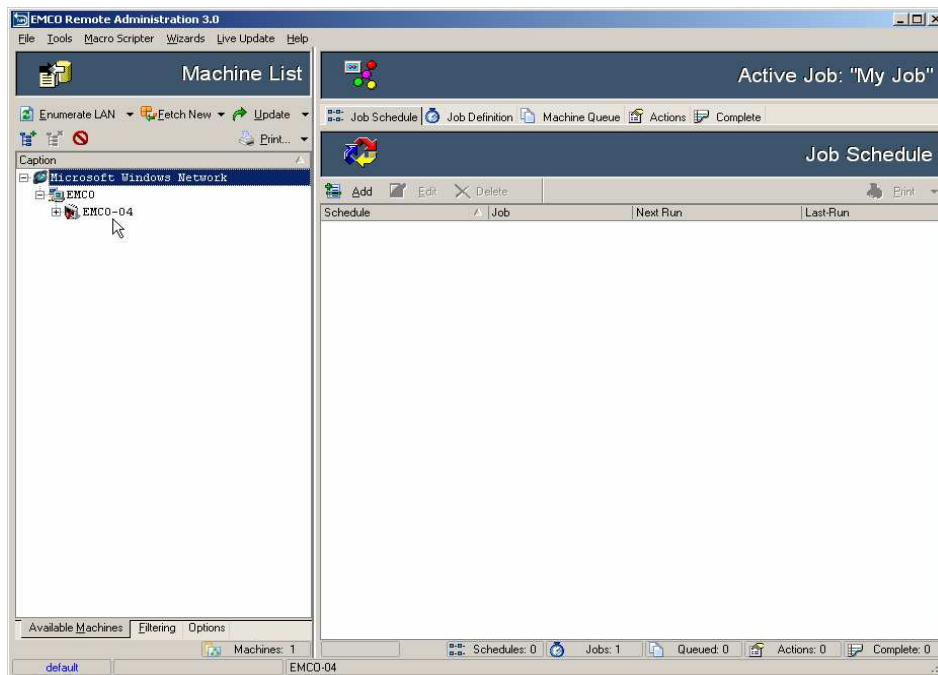 EMCO Remote Administration 3.0
File Tools Macro Scripter Wizards Live Update Help
Machine List
Active Job: "My Job"
Enumerate LAN Fetch New Update
Job Schedule Job Definition Machine Queue Actions Complete
Print...
Job Schedule
Caption
Microsoft Windows Network
EMCO
EMCO-04
Add Edit Delete Print
Schedule Job Next Run Last-Run
Available Machines Filtering Options
Machines: 1
Schedules: 0 Jobs: 1 Queued: 0 Actions: 0 Complete: 0
default EMCO-04